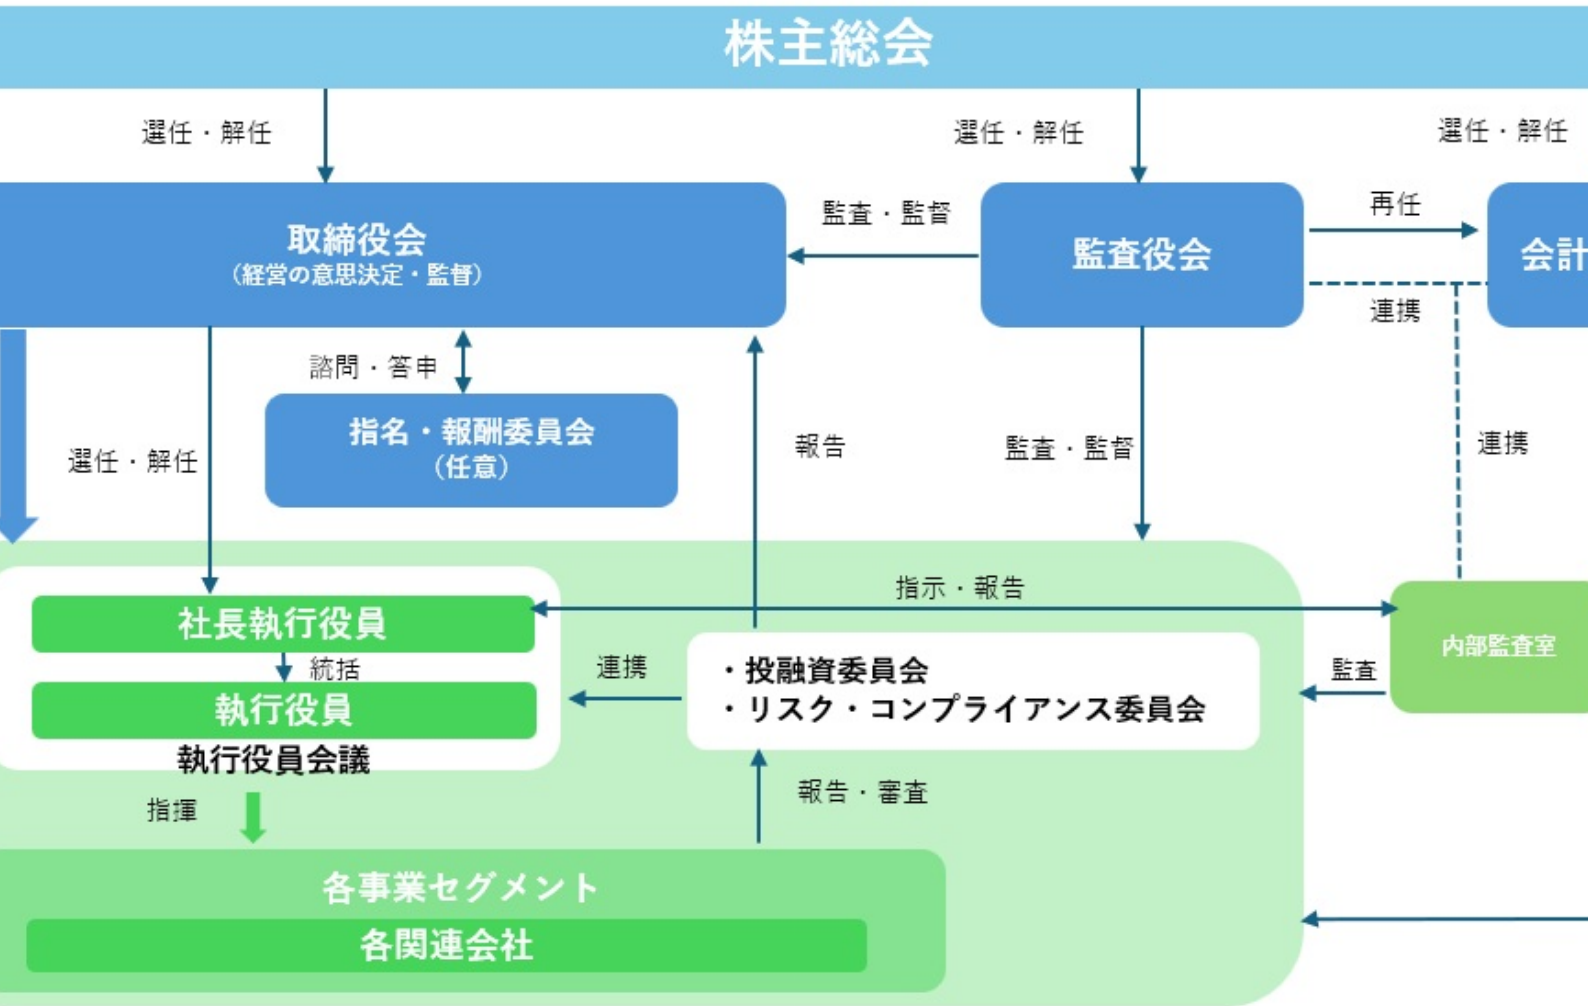 株主総会
選任・解任
選任・解任
選任・解任
取締役会
（経営の意思決定・監督）
監査・監督
監査役会
再任
連携
会計
諮問・答申
指名・報酬委員会
（任意）
選任・解任
報告
監査・監督
連携
社長執行役員
統括
執行役員
執行役員会議
指示・報告
連携
・投融資委員会
・リスク・コンプライアンス委員会
監査
内部監査室
指揮
報告・審査
各事業セグメント
各関連会社